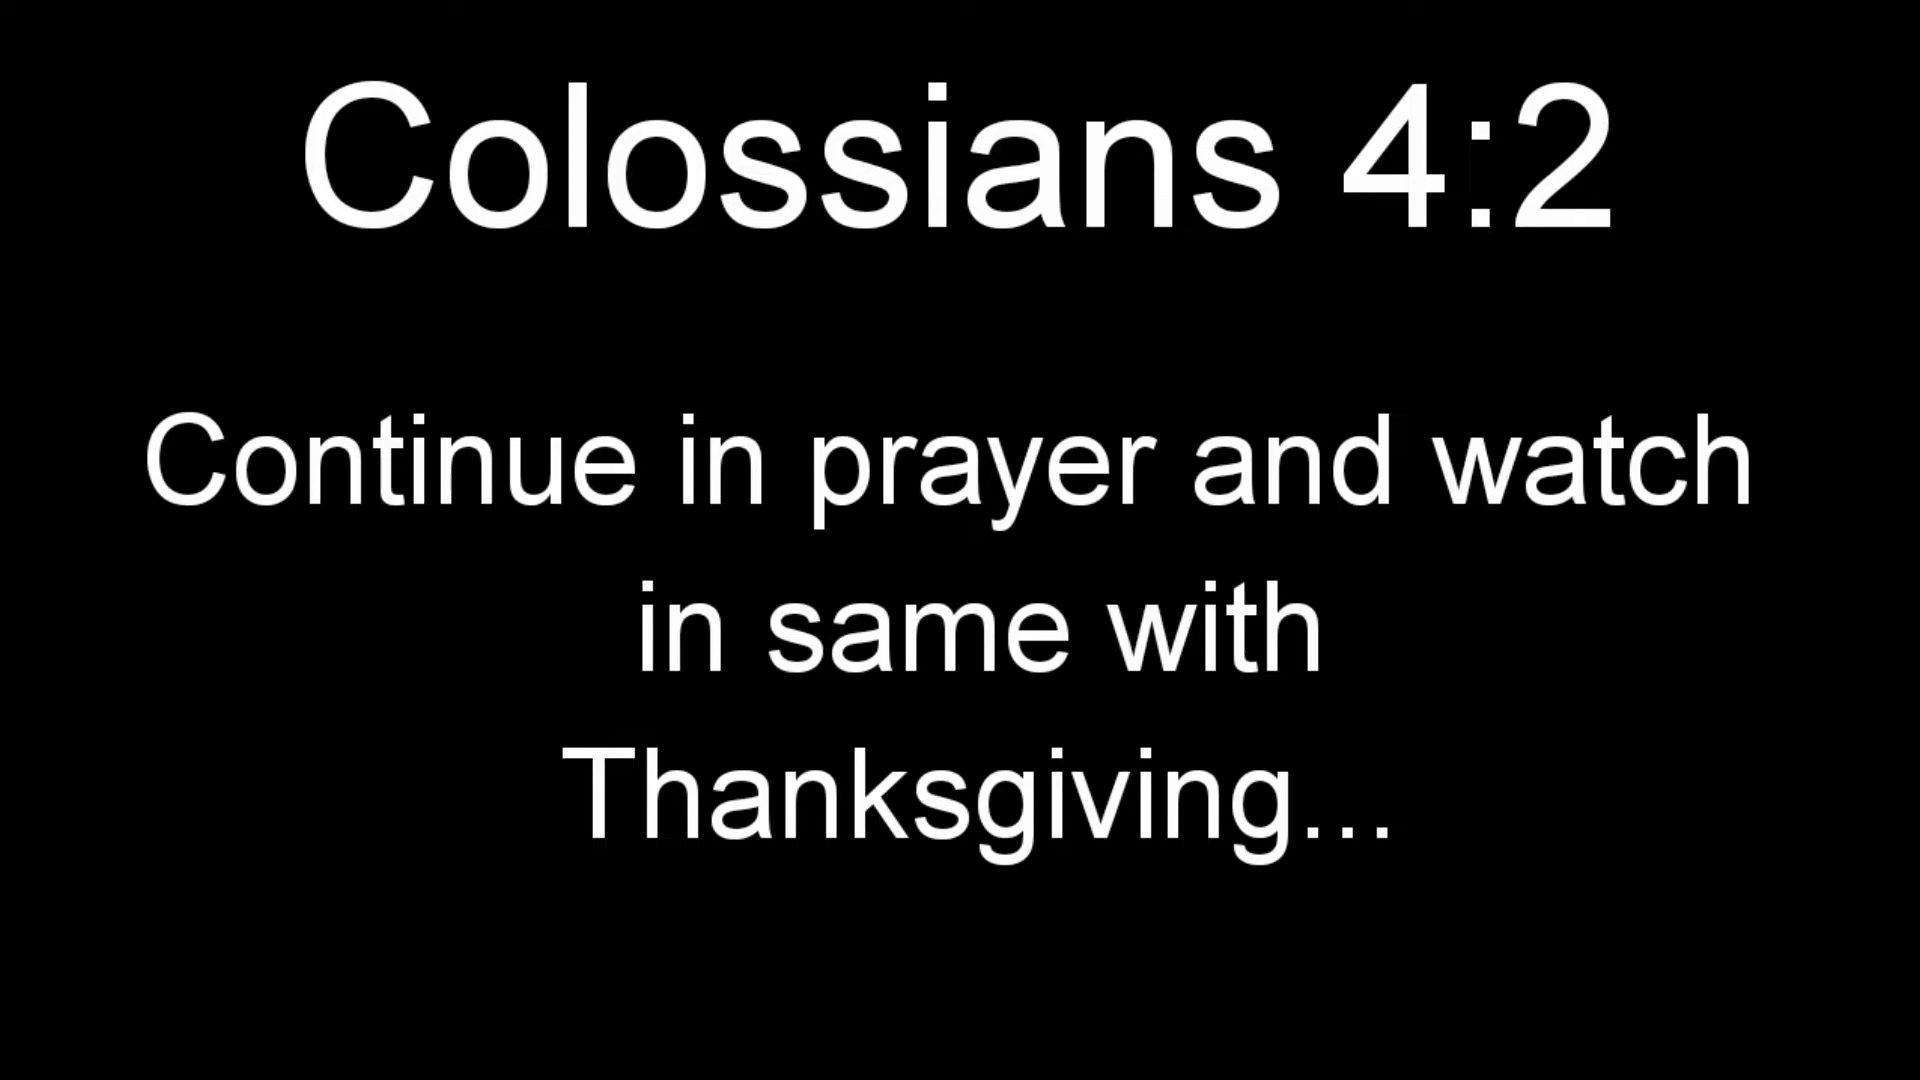 Colossians 4:2
Continue in prayer and watch
in same with
Thanksgiving...